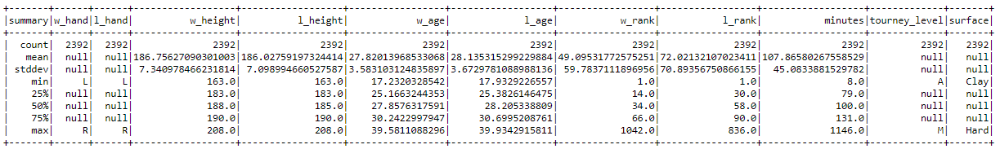 +-------+------+------+------------------+------------------+-----------------+------------------+-----------------+-----------------+------------------+-------------+-------+
|summary|w_hand|l_hand|          w_height|          l_height|            w_age|             l_age|           w_rank|           l_rank|           minutes|tourney_level|surface|
+-------+------+------+------------------+------------------+-----------------+------------------+-----------------+-----------------+------------------+-------------+-------+
|  count|  2392|  2392|              2392|              2392|             2392|              2392|             2392|             2392|              2392|         2392|   2392|
|   mean|  null|  null|186.75627090301003|186.02759197324414|27.82013968533068|28.135315299229884|49.09531772575251|72.02132107023411|107.86580267558529|         null|   null|
| stddev|  null|  null| 7.340978466231814| 7.098994660527587|3.583103124835897|3.6729781088988136| 59.7837111896956|70.89356750866155|  45.0833881529782|         null|   null|
|    min|     L|     L|             163.0|             163.0|    17.2320328542|     17.9329226557|              1.0|              1.0|               8.0|            A|   Clay|
|    25%|  null|  null|             183.0|             183.0|    25.1663244353|     25.3826146475|             14.0|             30.0|              79.0|         null|   null|
|    50%|  null|  null|             188.0|             185.0|    27.8576317591|      28.205338809|             34.0|             58.0|             100.0|         null|   null|
|    75%|  null|  null|             190.0|             190.0|    30.2422997947|     30.6995208761|             66.0|             90.0|             131.0|         null|   null|
|    max|     R|     R|             208.0|             208.0|    39.5811088296|     39.9342915811|           1042.0|            836.0|            1146.0|            M|   Hard|
+-------+------+------+------------------+------------------+-----------------+------------------+-----------------+-----------------+------------------+-------------+-------+